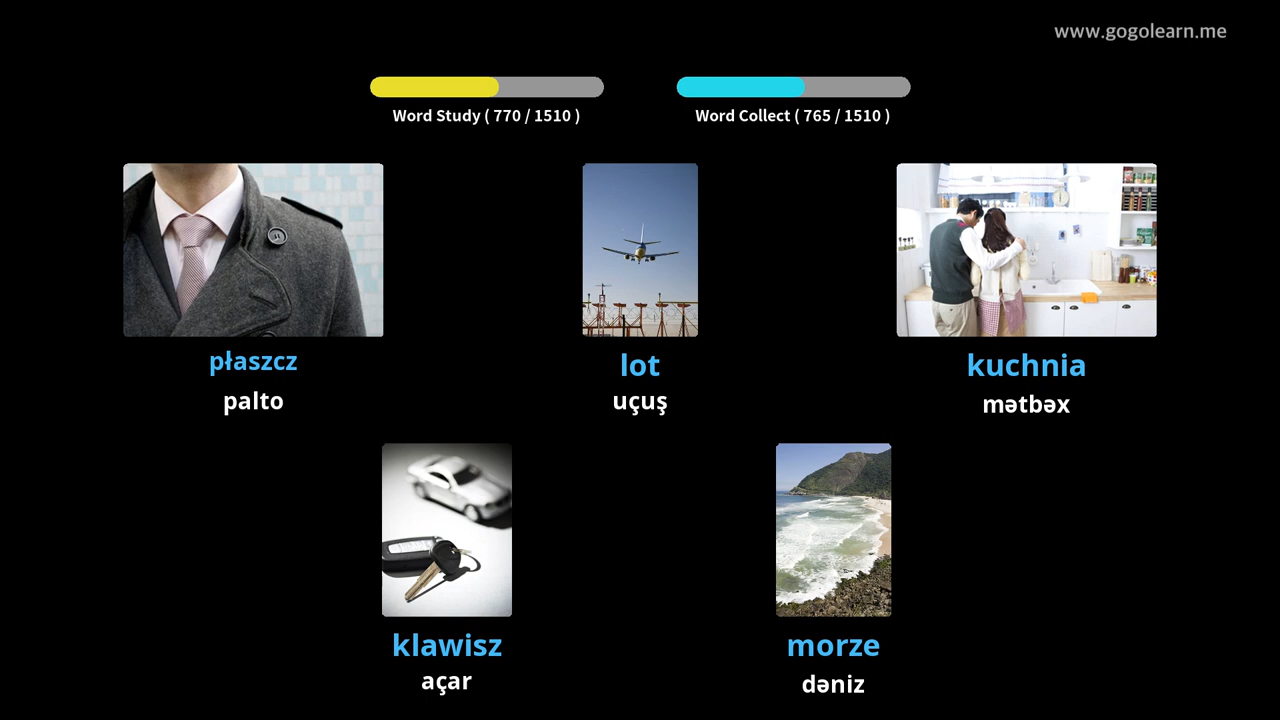 www.gogolearn.me
Word Study ( 770 / 1510 )
Word Collect ( 765 / 1510 )
płaszcz
palto
lot
uçuş
kuchnia
mətbəx
klawisz
açar
morze
dəniz